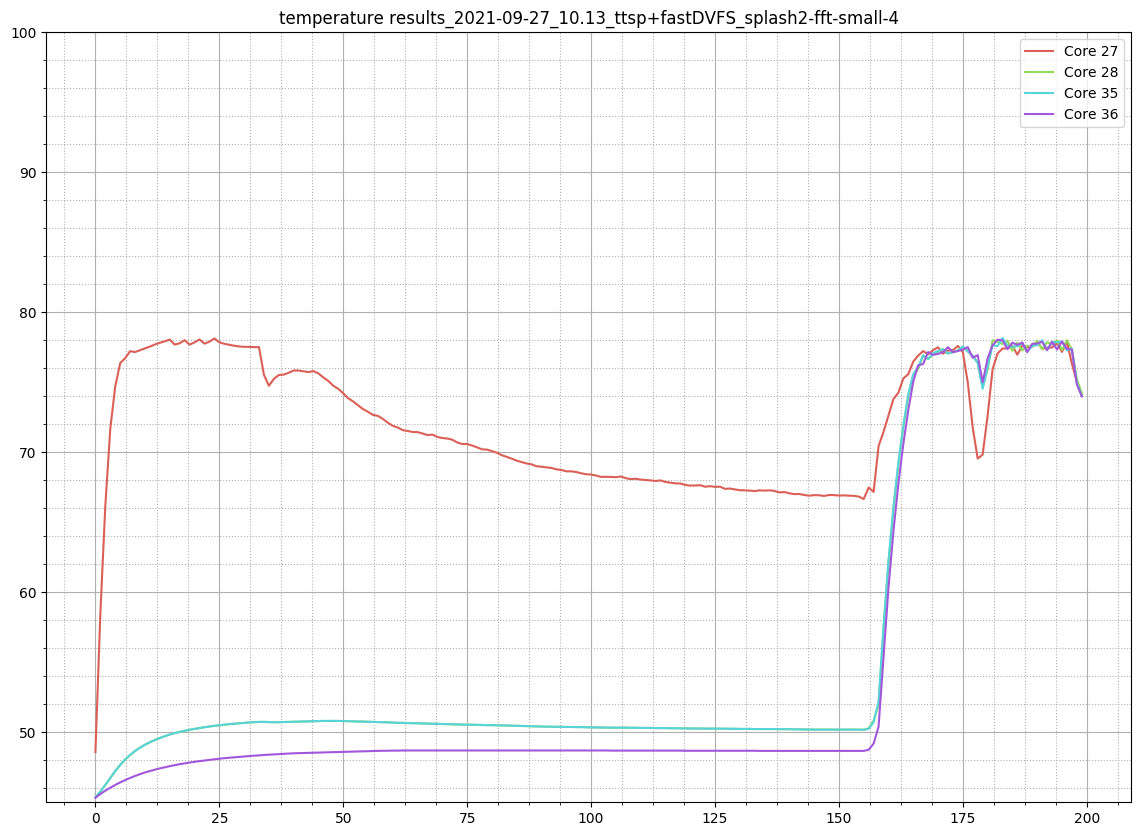 temperature results_2021-09-27_10.13_ttsp+fastDVFS_splash2-fft-small-4
100
90
80
70
60
50
0 25 50 75 100 125 150 175 200
Core 27
Core 28
Core 35
Core 36